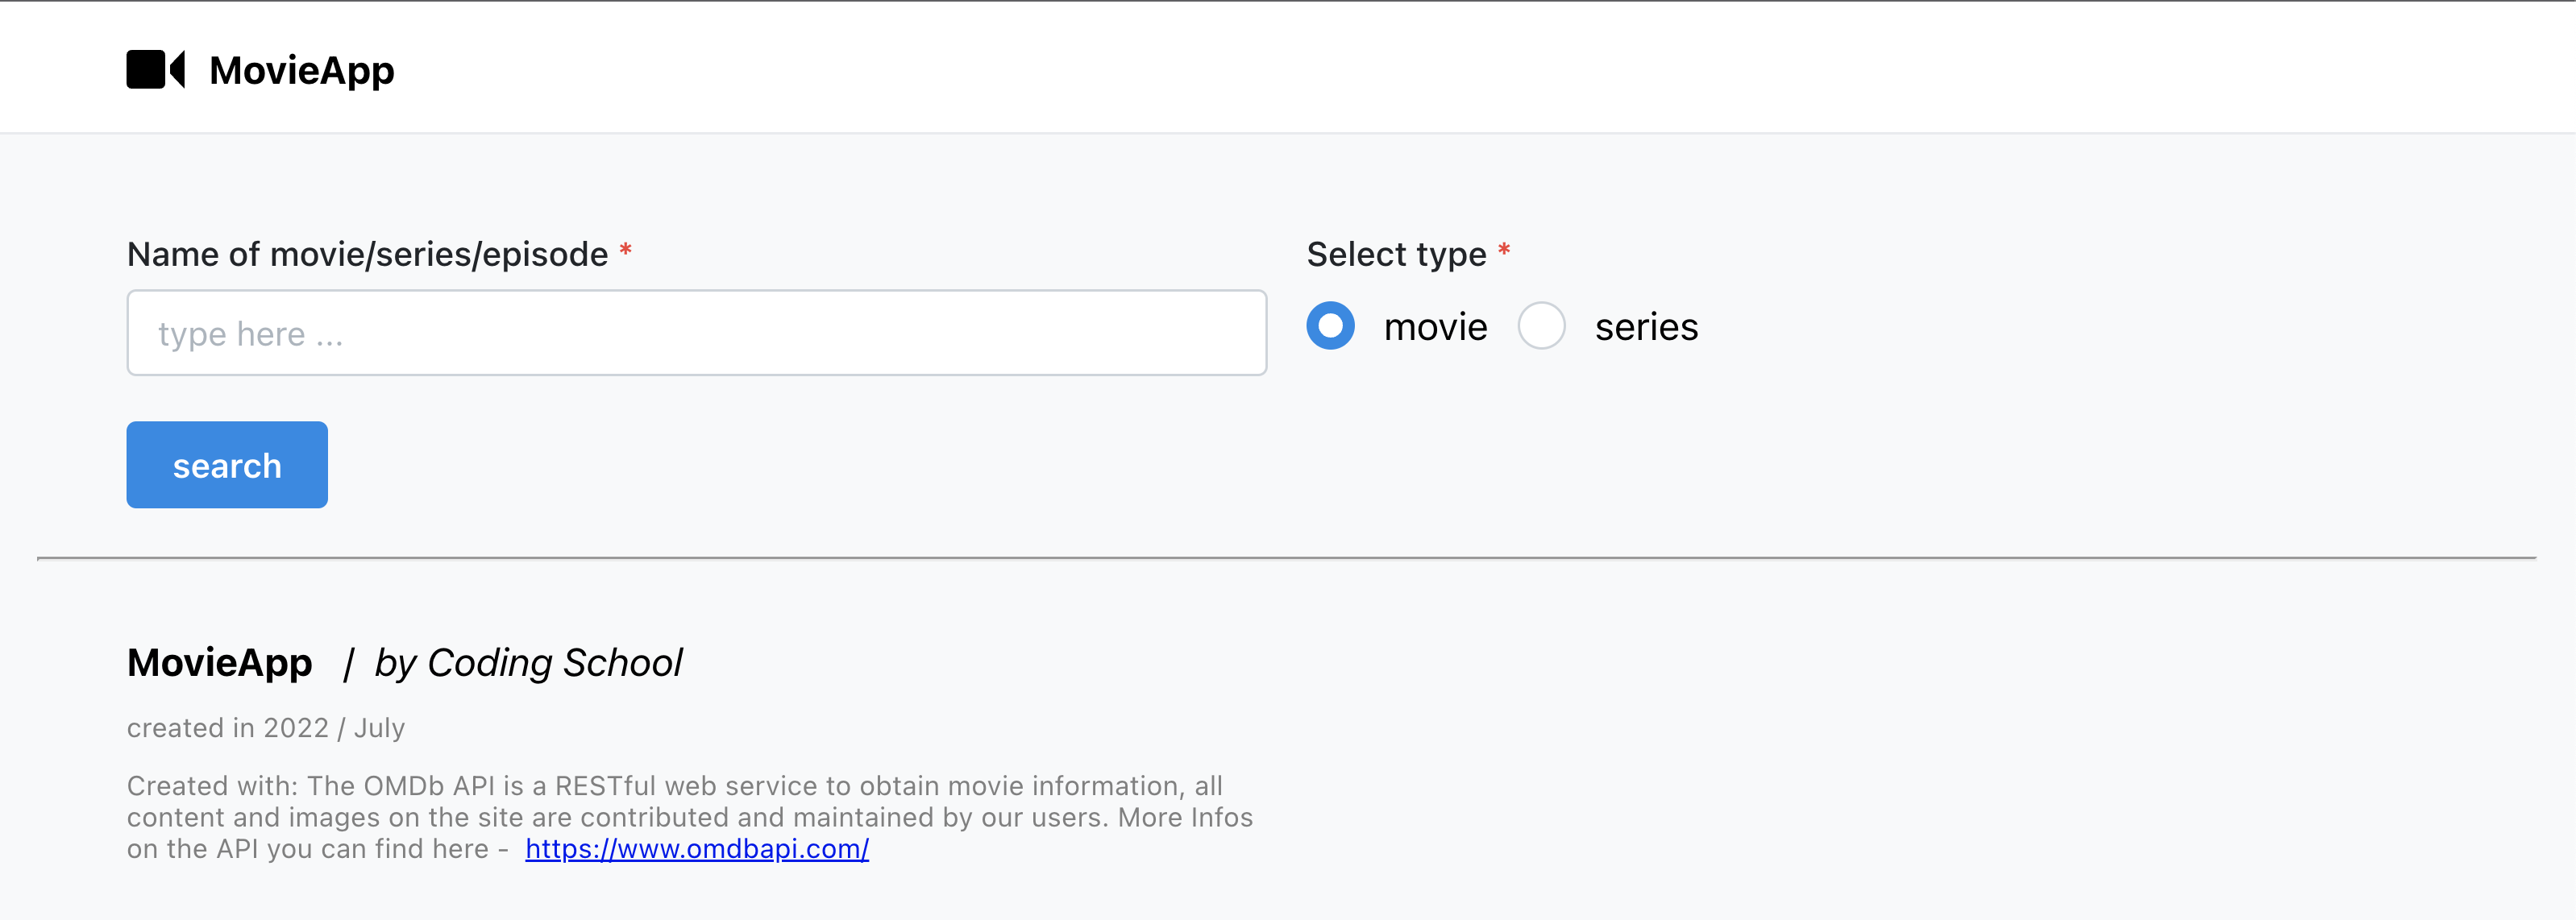 MovieApp
Name of movie/series/episode *
Select type *
type here ...
movie
series
search
MovieApp / by Coding School
created in 2022 / July
Created with: The OMDb API is a RESTful web service to obtain movie information, all
content and images on the site are contributed and maintained by our users. More Infos
on the API you can find here - https://www.omdbapi.com/